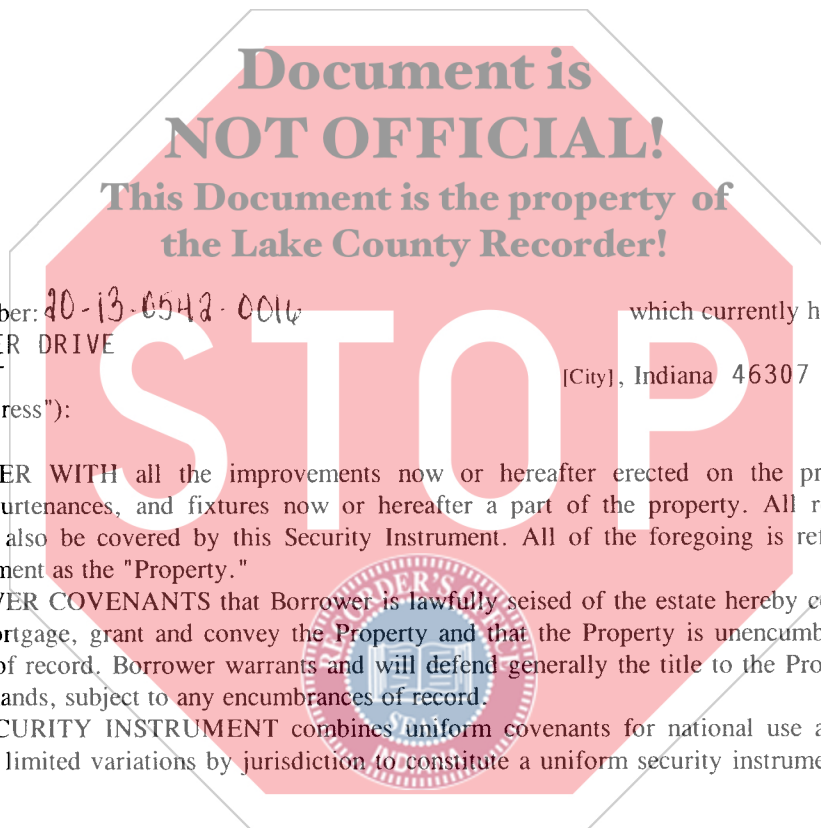 Document is
NOT OFFICIAL!
This Document is the property of
the Lake County Recorder!
ber: 20-13-0542-0016 which currently h
ER DRIVE
[City], Indiana 46307
ress"):
STOP
ER WITH all the improvements now or hereafter erected on the pr
urtenances, and fixtures now or hereafter a part of the property. All r
also be covered by this Security Instrument. All of the foregoing is ref
ment as the "Property."
VER COVENANTS that Borrower is lawfully seised of the estate hereby c
ortgage, grant and convey the Property and that the Property is unencumb
of record. Borrower warrants and will defend generally the title to the Pro
ands, subject to any encumbrances of record.
CURITY INSTRUMENT combines uniform covenants for national use a
limited variations by jurisdiction to constitute a uniform security instrume
RECORDER'S OFFICE
SEAL
INDIANA